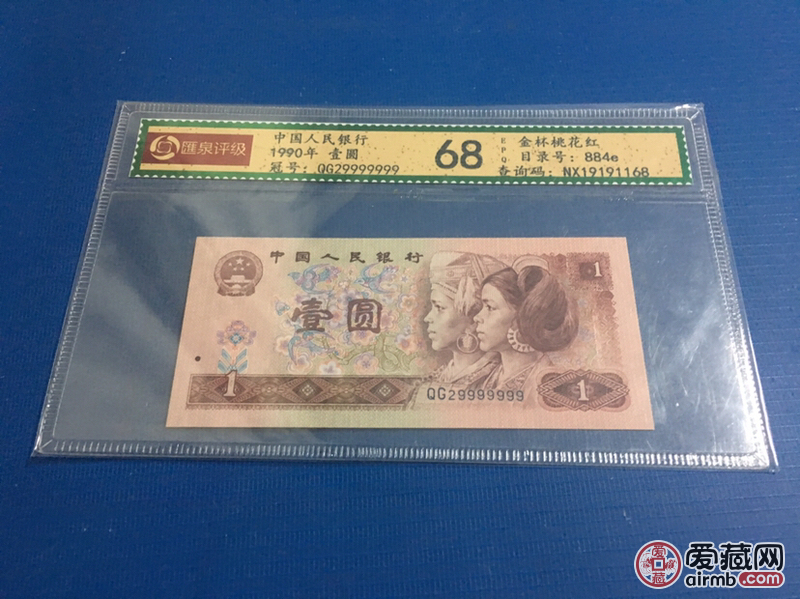 匯泉评级
中国人民银行
1990年 壹圆
冠号: QG29999999
68
EPQ
金杯桃花红
目录号: 884e
查询码: NX19191168
中国人民银行
壹圆
1
1
QG29999999
1
爱藏网
airmb.com